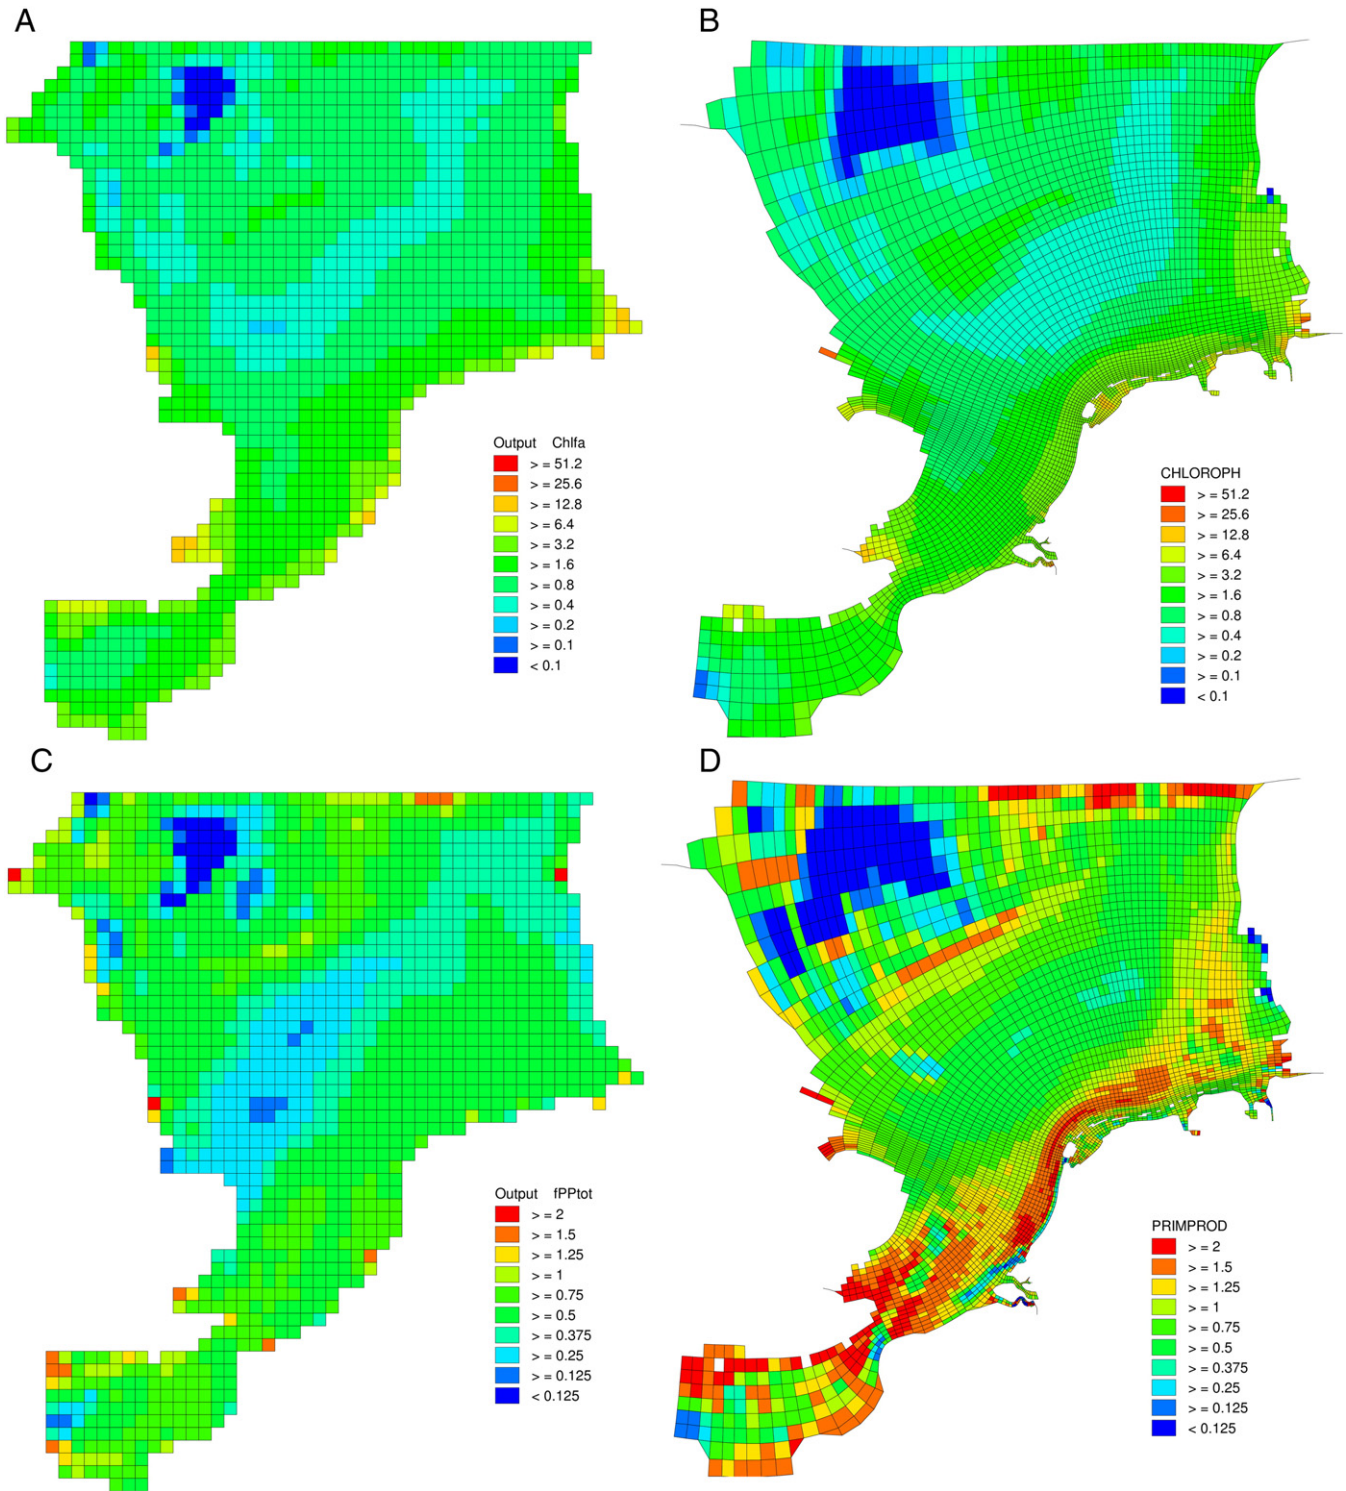 A
B
Output Chlfa
> = 51.2
> = 25.6
> = 12.8
> = 6.4
> = 3.2
> = 1.6
> = 0.8
> = 0.4
> = 0.2
> = 0.1
< 0.1
CHLOROPH
> = 51.2
> = 25.6
> = 12.8
> = 6.4
> = 3.2
> = 1.6
> = 0.8
> = 0.4
> = 0.2
> = 0.1
< 0.1
C
D
Output fPPtot
> = 2
> = 1.5
> = 1.25
> = 1
> = 0.75
> = 0.5
> = 0.375
> = 0.25
> = 0.125
< 0.125
PRIMPROD
> = 2
> = 1.5
> = 1.25
> = 1
> = 0.75
> = 0.5
> = 0.375
> = 0.25
> = 0.125
< 0.125